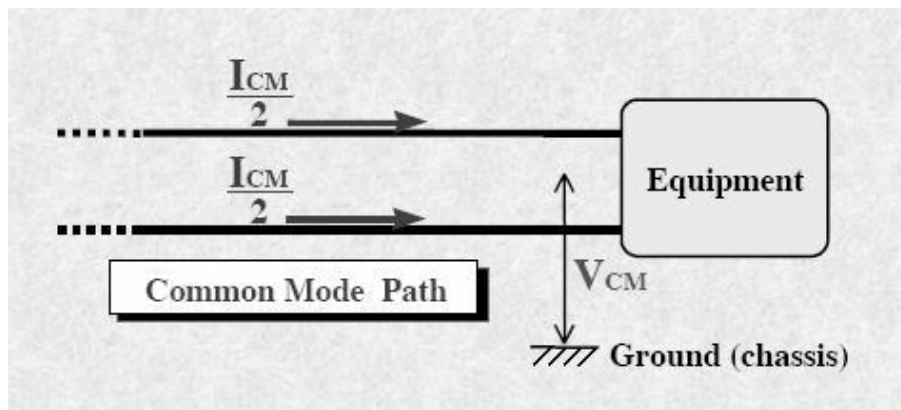 ICM
2
ICM
2
Equipment
VCM
Common Mode Path
Ground (chassis)